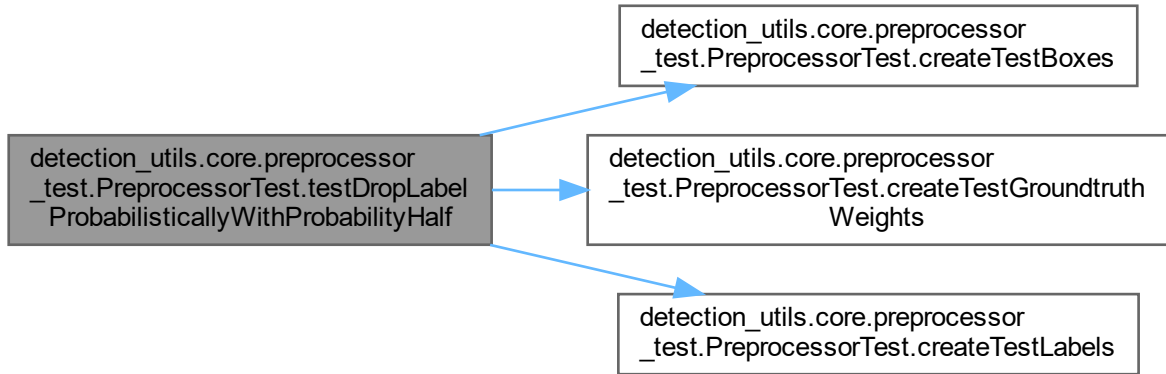 detection_utils.core.preprocessor
_test.PreprocessorTest.testDropLabel
ProbabilisticallyWithProbabilityHalf
detection_utils.core.preprocessor
_test.PreprocessorTest.createTestBoxes
detection_utils.core.preprocessor
_test.PreprocessorTest.createTestGroundtruth
Weights
detection_utils.core.preprocessor
_test.PreprocessorTest.createTestLabels